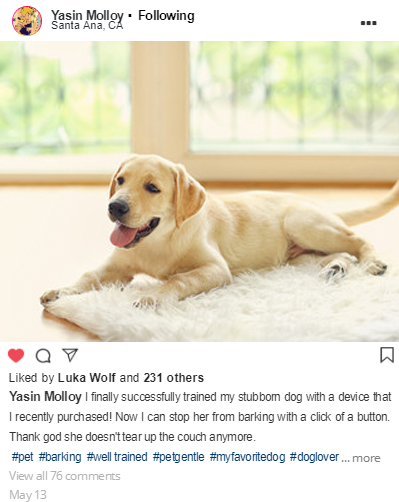 Yasin Molloy • Following
Santa Ana, CA
Liked by Luka Wolf and 231 others
Yasin Molloy I finally successfully trained my stubborn dog with a device that
I recently purchased! Now I can stop her from barking with a click of a button.
Thank god she doesn't tear up the couch anymore.
#pet #barking #well trained #petgentle #myfavoritedog #doglover ... more
View all 76 comments
May 13